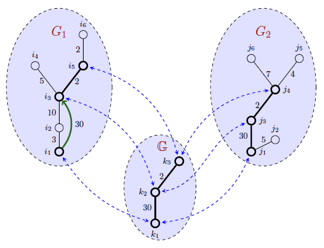 G₁
i₆
2
i₅
i₄
5
2
i₃
10
30
i₂
3
i₁
G₂
j₆
j₅
7
4
j₄
2
j₃
30
5
j₂
j₁
𝔾
k₃
2
k₂
30
k₁